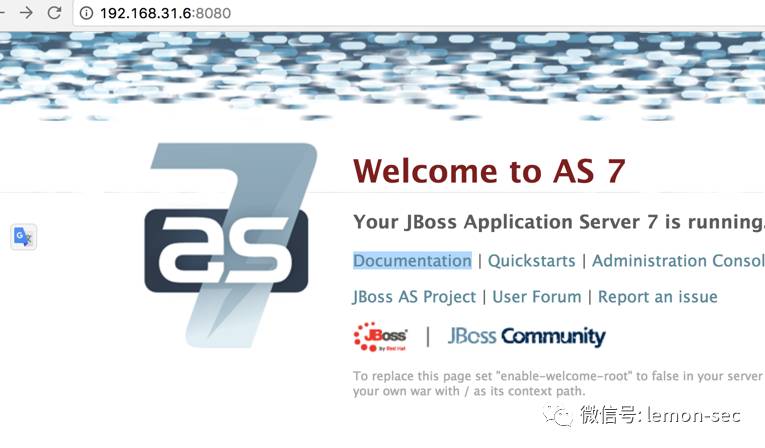 192.168.31.6:8080
as
Welcome to AS 7
Your JBoss Application Server 7 is running.
Documentation | Quickstarts | Administration Consol
JBoss AS Project | User Forum | Report an issue
JBoss by Red Hat | JBoss Community
To replace this page set "enable-welcome-root" to false in your server
your own war with / as its context path.
微信号: lemon-sec